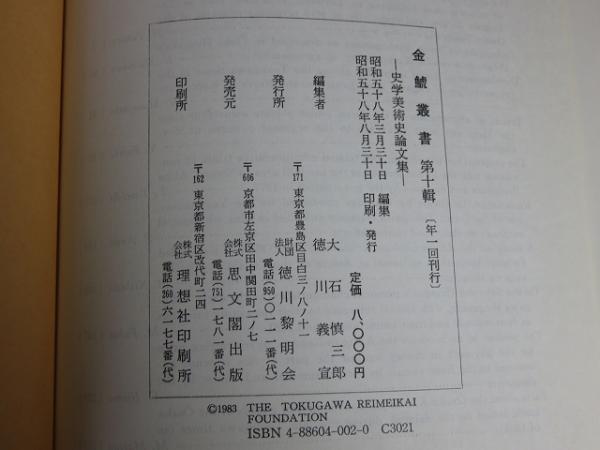 金鯱叢書 第十輯 〔年一回刊行〕
―史学美術史論文集―
昭和五十八年三月三十日 編集
昭和五十八年八月三十日 印刷・発行
定価 八、〇〇〇円
編集者 大石慎三郎
徳川義宣
発行所 財団法人 徳川黎明会
〒171 東京都豊島区目白三ノ八ノ十一
電話(950)〇一一一番(代)
発売元 株式会社 思文閣出版
〒606 京都市左京区田中関田町二ノ七
電話(751)一七八一番(代)
印刷所 株式会社 理想社印刷所
〒162 東京都新宿区改代町二四
電話(260)六一七七番(代)
©1983 THE TOKUGAWA REIMEIKAI
FOUNDATION
ISBN 4-88604-002-0 C3021